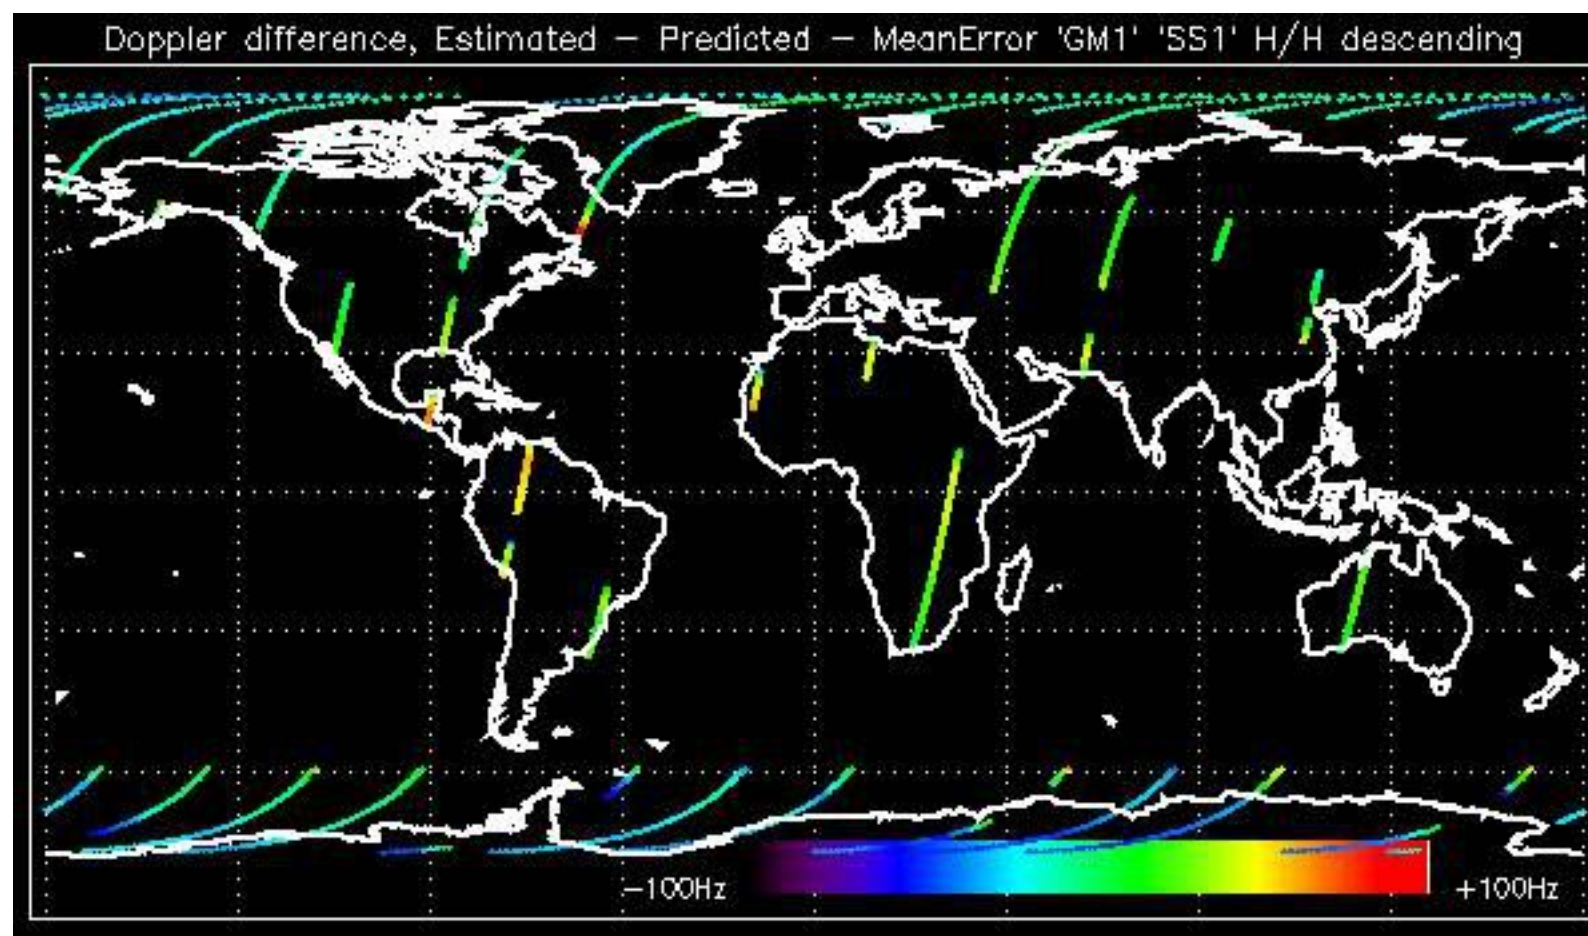 Doppler difference, Estimated – Predicted – MeanError 'GM1' 'SS1' H/H descending
–100Hz
+100Hz